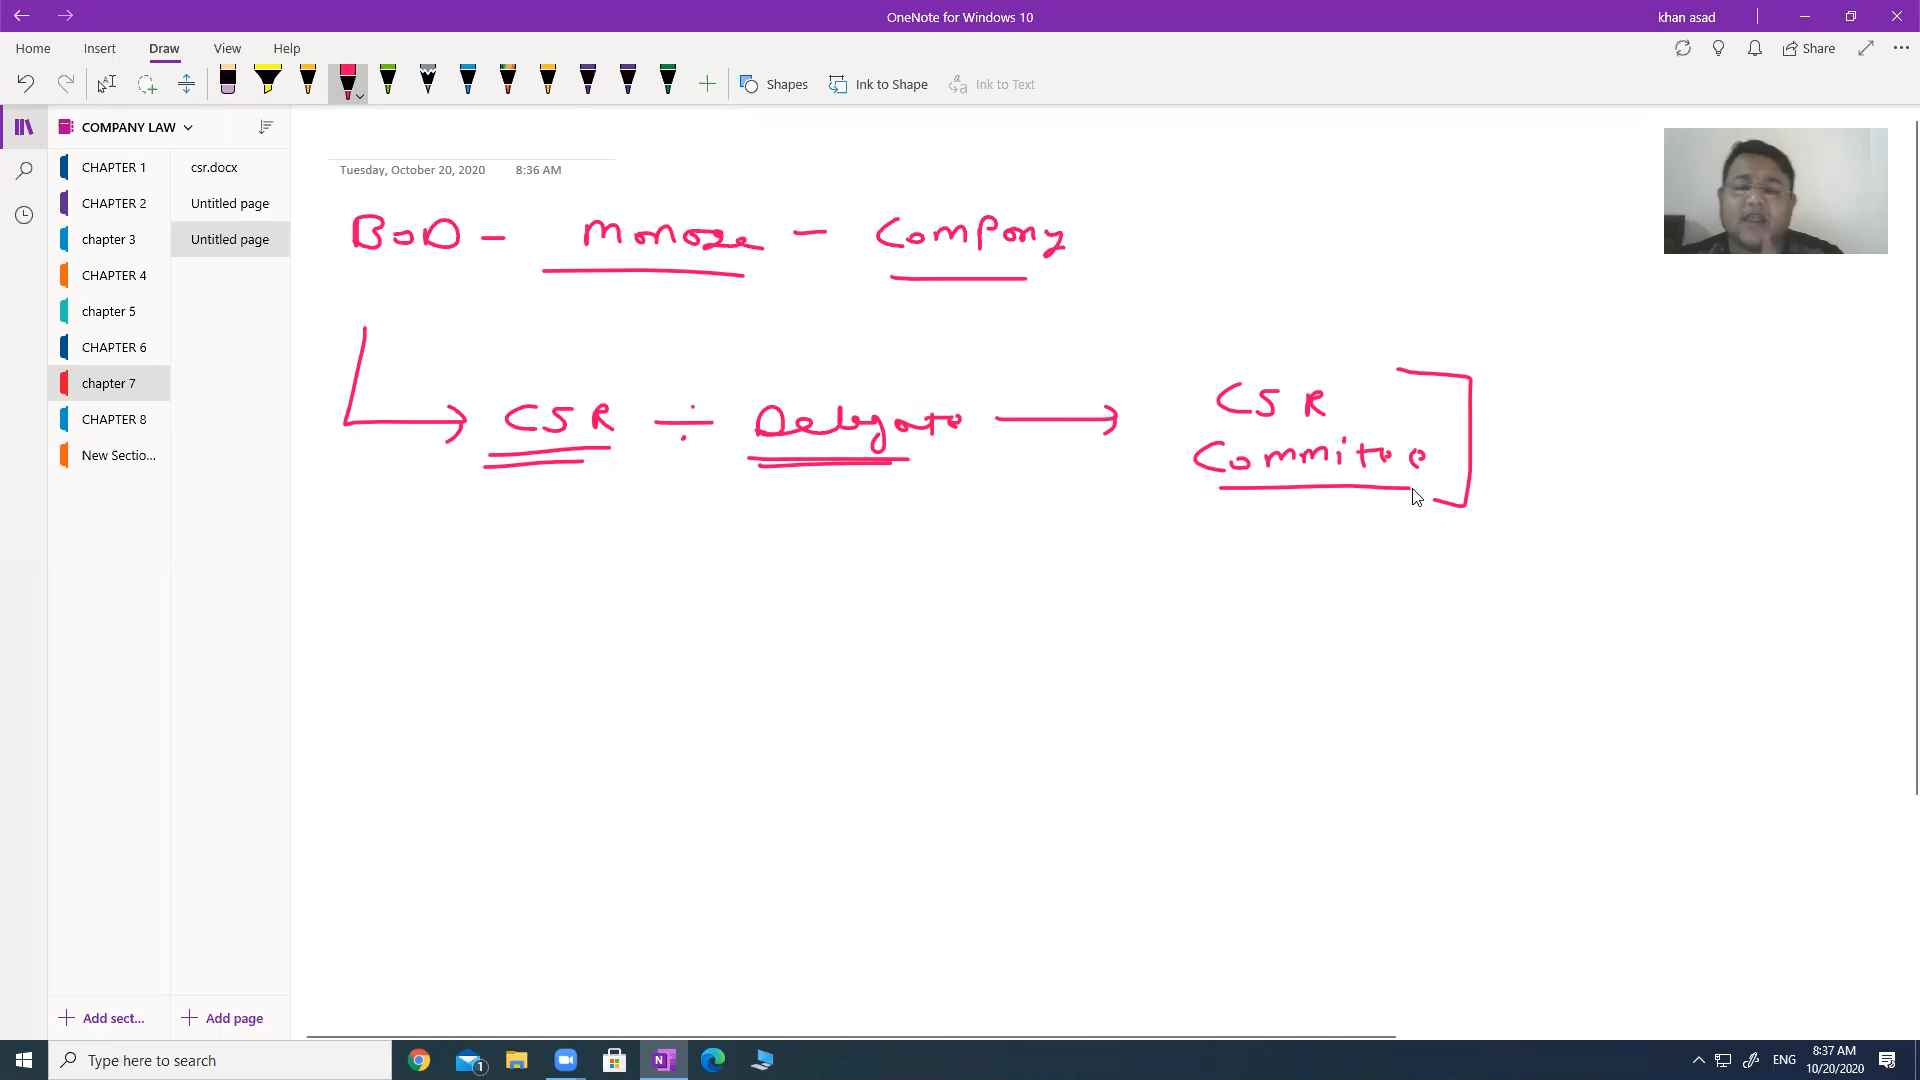 OneNote for Windows 10
khan asad
Home Insert Draw View Help
Share
Shapes Ink to Shape Ink to Text
COMPANY LAW
CHAPTER 1
CHAPTER 2
chapter 3
CHAPTER 4
chapter 5
CHAPTER 6
chapter 7
CHAPTER 8
New Sectio...
csr.docx
Untitled page
Untitled page
Tuesday, October 20, 2020 8:36 AM
BOD - Manage - Company
CSR ÷ Delegate →
CSR
Commitee
Add sect... Add page
Type here to search
1
N
ENG
8:37 AM
10/20/2020